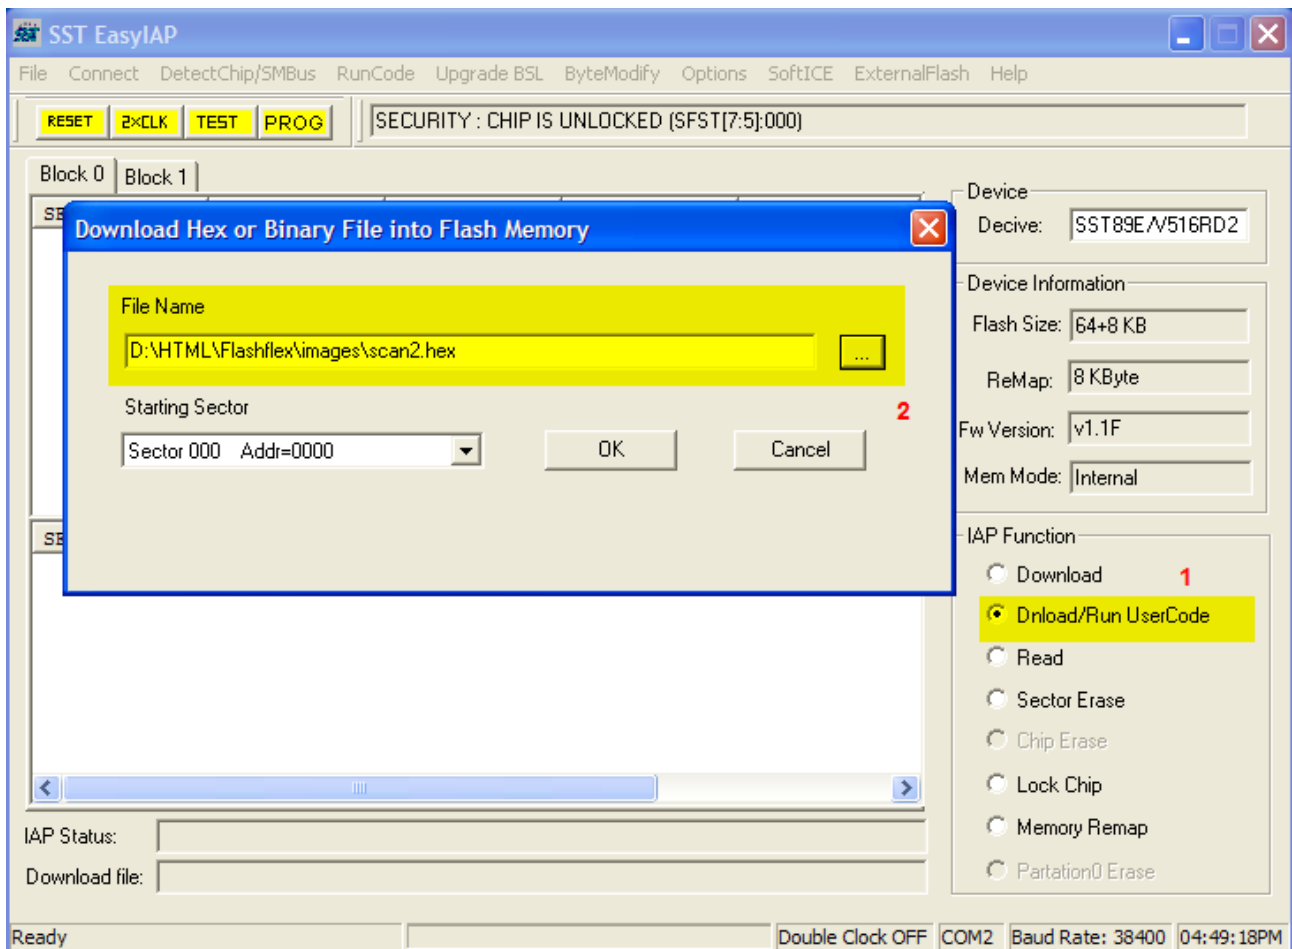 SST EasyIAP
File Connect DetectChip/SMBus RunCode Upgrade BSL ByteModify Options SoftICE ExternalFlash Help
RESET 2×CLK TEST PROG SECURITY : CHIP IS UNLOCKED (SFST[7:5]:000)
Block 0 Block 1
SE
Download Hex or Binary File into Flash Memory
File Name
D:\HTML\Flashflex\images\scan2.hex ...
Starting Sector
2
Sector 000 Addr=0000 OK Cancel
SE
Device
Decive: SST89E/V516RD2
Device Information
Flash Size: 64+8 KB
ReMap: 8 KByte
Fw Version: v1.1F
Mem Mode: Internal
IAP Function
Download 1
Dnload/Run UserCode
Read
Sector Erase
Chip Erase
Lock Chip
Memory Remap
Partation0 Erase
IAP Status:
Download file:
Ready Double Clock OFF COM2 Baud Rate: 38400 04:49:18PM